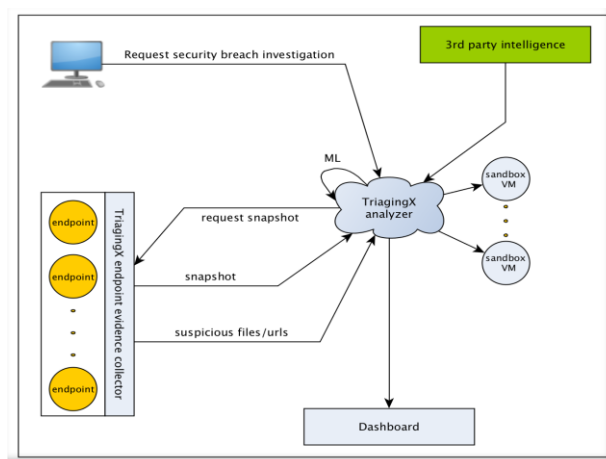 Request security breach investigation
3rd party intelligence
ML
sandbox
VM
TriagingX
analyzer
endpoint
request snapshot
TriagingX endpoint evidence collector
endpoint
snapshot
sandbox
VM
suspicious files/urls
endpoint
Dashboard